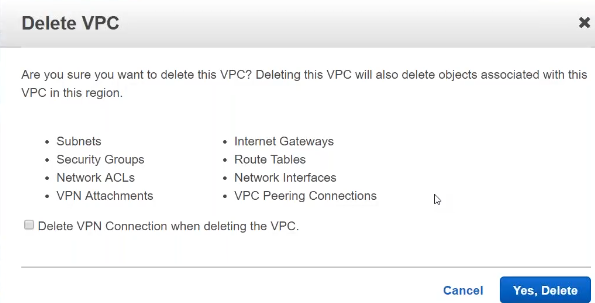 Delete VPC
Are you sure you want to delete this VPC? Deleting this VPC will also delete objects associated with this
VPC in this region.
• Subnets
• Security Groups
• Network ACLs
• VPN Attachments
• Internet Gateways
• Route Tables
• Network Interfaces
• VPC Peering Connections
Delete VPN Connection when deleting the VPC.
Cancel
Yes, Delete